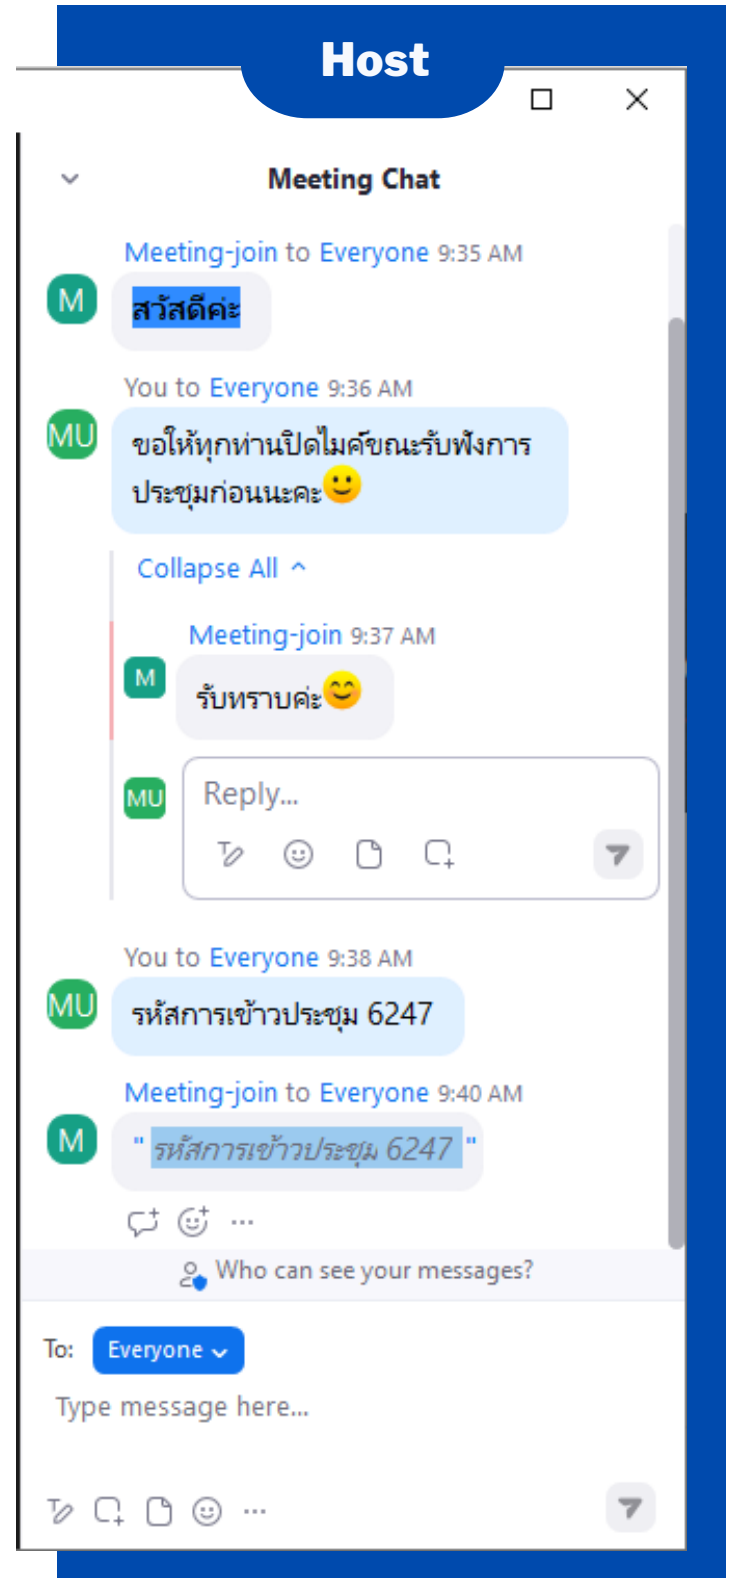 Host
Meeting Chat
Meeting-join to Everyone 9:35 AM
M
สวัสดีค่ะ
You to Everyone 9:36 AM
MU
ขอให้ทุกท่านปิดไมค์ขณะรับฟังการ
ประชุมก่อนนะคะ🙂
Collapse All
Meeting-join 9:37 AM
M
รับทราบค่ะ😊
MU
Reply...
You to Everyone 9:38 AM
MU
รหัสการเข้าวประชุม 6247
Meeting-join to Everyone 9:40 AM
M
" รหัสการเข้าวประชุม 6247 "
Who can see your messages?
To: Everyone
Type message here...